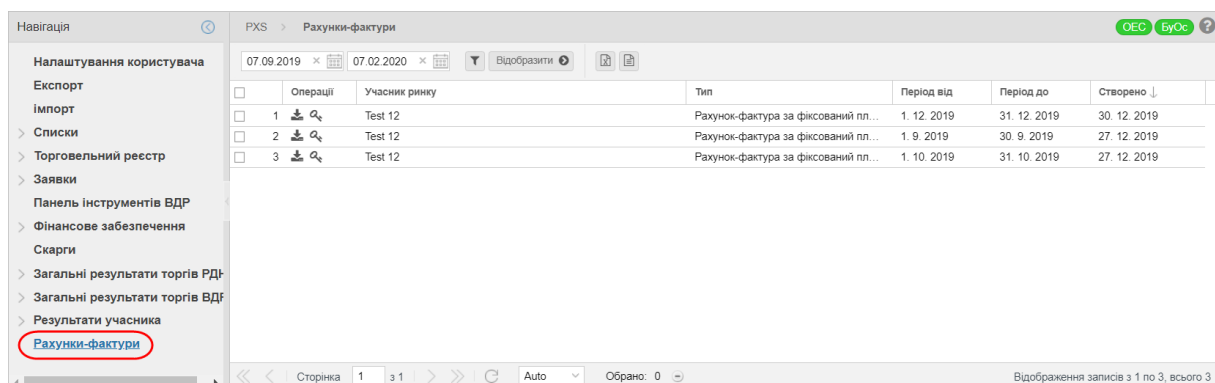 Навігація
PXS > Рахунки-фактури
ОЕС БуОс ?
Налаштування користувача
Експорт
імпорт
Списки
Торговельний реєстр
Заявки
Панель інструментів ВДР
Фінансове забезпечення
Скарги
Загальні результати торгів РДН
Загальні результати торгів ВДР
Результати учасника
Рахунки-фактури
07.09.2019 07.02.2020 Відобразити
Операції Учасник ринку Тип Період від Період до Створено
1 Test 12 Рахунок-фактура за фіксований пл... 1. 12. 2019 31. 12. 2019 30. 12. 2019
2 Test 12 Рахунок-фактура за фіксований пл... 1. 9. 2019 30. 9. 2019 27. 12. 2019
3 Test 12 Рахунок-фактура за фіксований пл... 1. 10. 2019 31. 10. 2019 27. 12. 2019
Сторінка 1 з 1 Auto Обрано: 0 Відображення записів з 1 по 3, всього 3